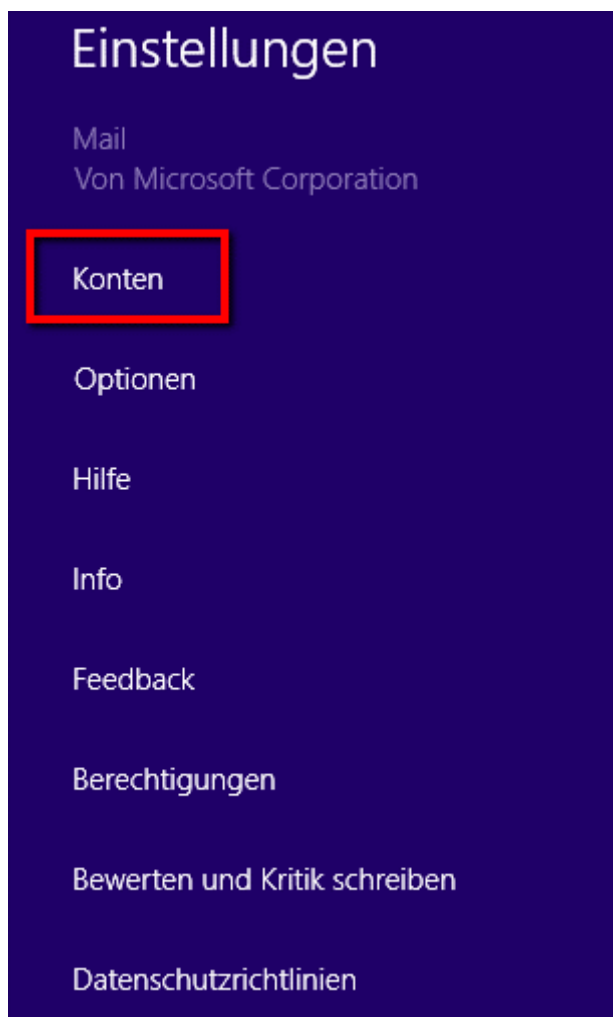 Einstellungen
Mail
Von Microsoft Corporation
Konten
Optionen
Hilfe
Info
Feedback
Berechtigungen
Bewerten und Kritik schreiben
Datenschutzrichtlinien